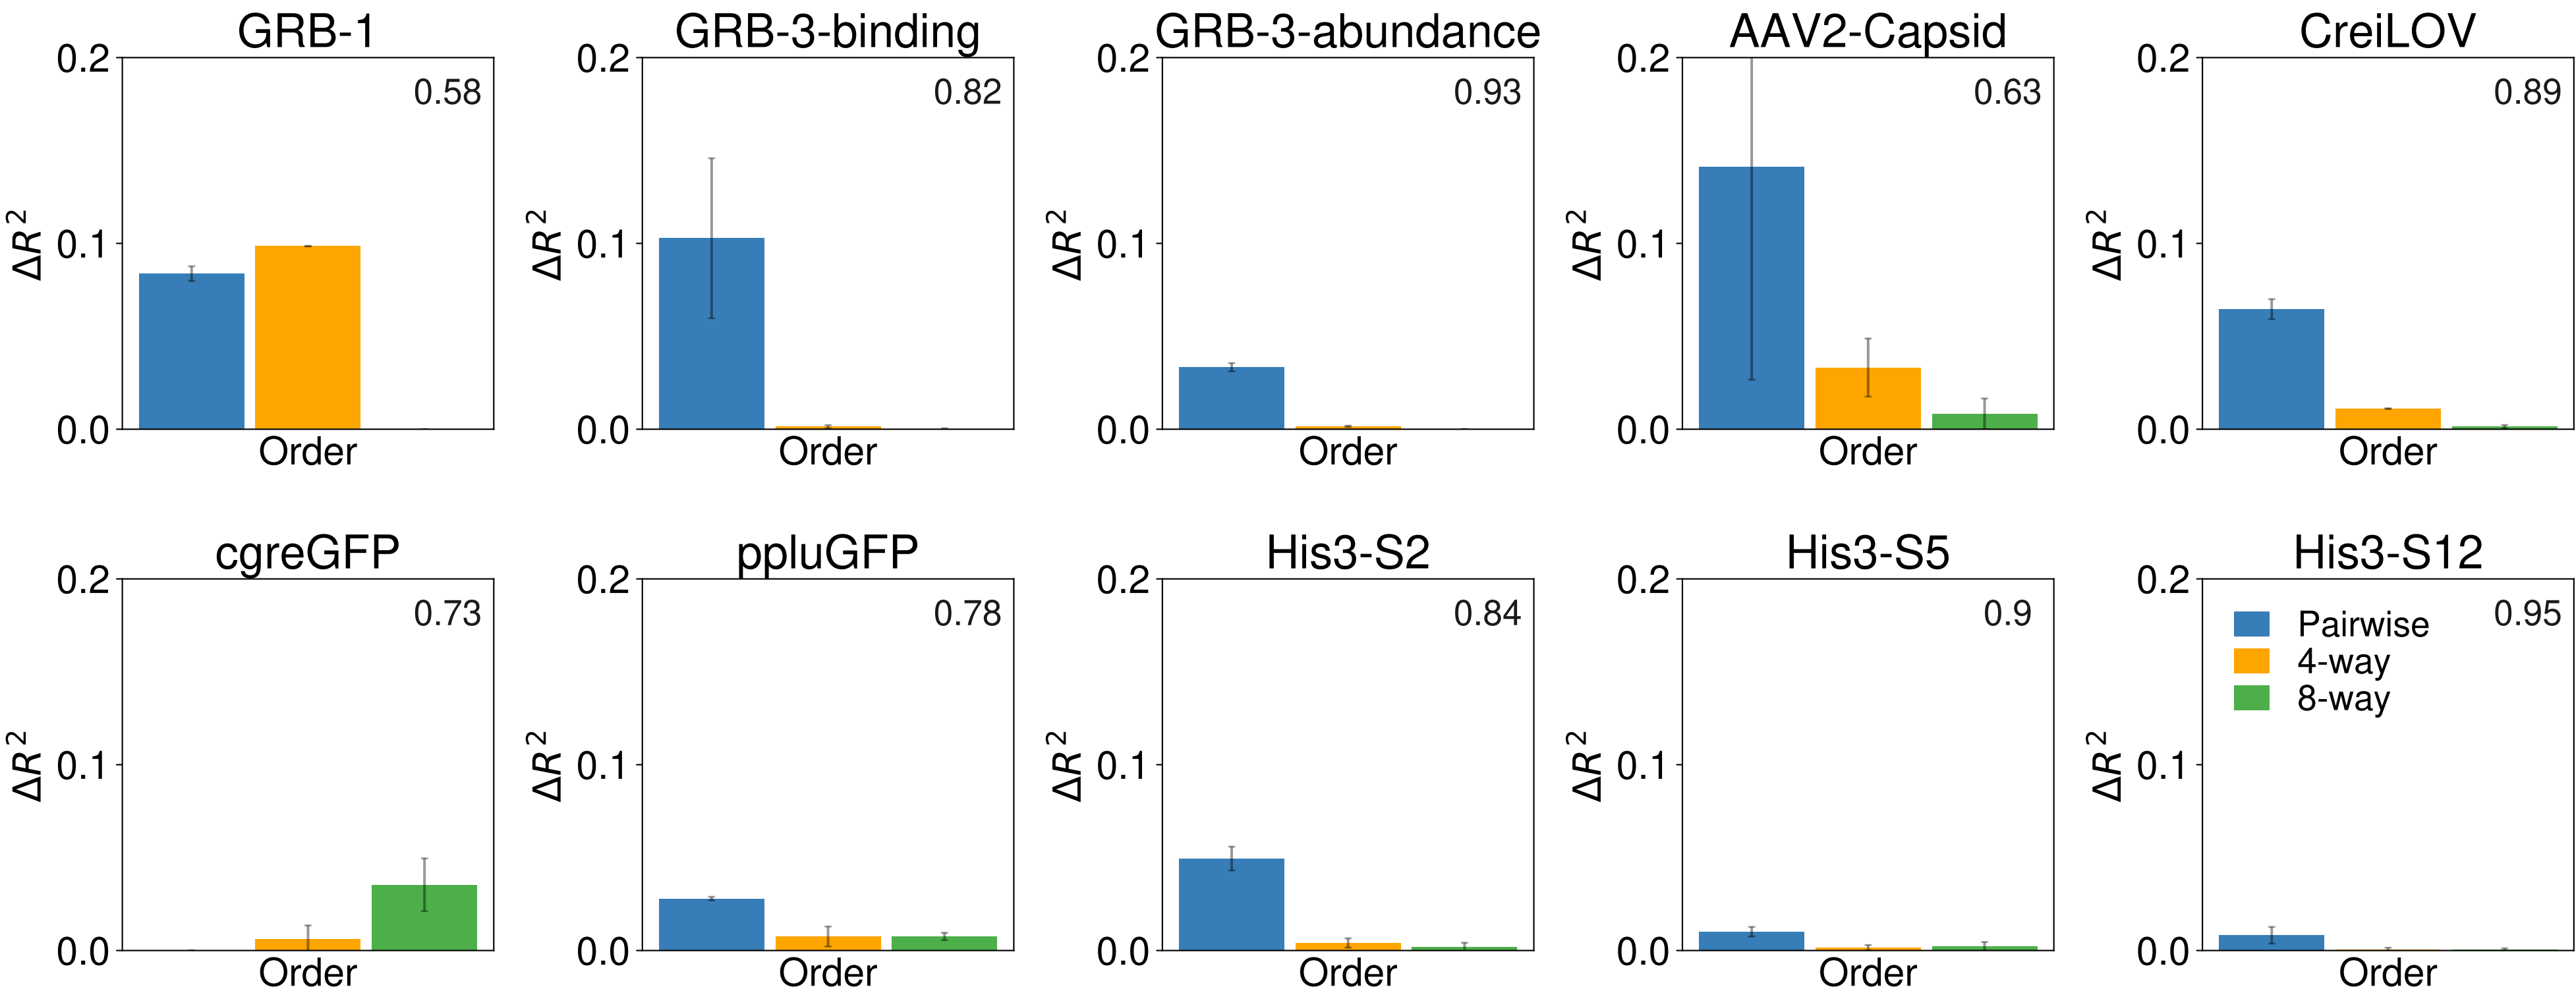 GRB-1
0.2
0.1
0.0
ΔR²
0.58
Order
GRB-3-binding
0.2
0.1
0.0
ΔR²
0.82
Order
GRB-3-abundance
0.2
0.1
0.0
ΔR²
0.93
Order
AAV2-Capsid
0.2
0.1
0.0
ΔR²
0.63
Order
CreiLOV
0.2
0.1
0.0
ΔR²
0.89
Order
cgreGFP
0.2
0.1
0.0
ΔR²
0.73
Order
ppluGFP
0.2
0.1
0.0
ΔR²
0.78
Order
His3-S2
0.2
0.1
0.0
ΔR²
0.84
Order
His3-S5
0.2
0.1
0.0
ΔR²
0.9
Order
His3-S12
0.2
0.1
0.0
ΔR²
0.95
Pairwise
4-way
8-way
Order